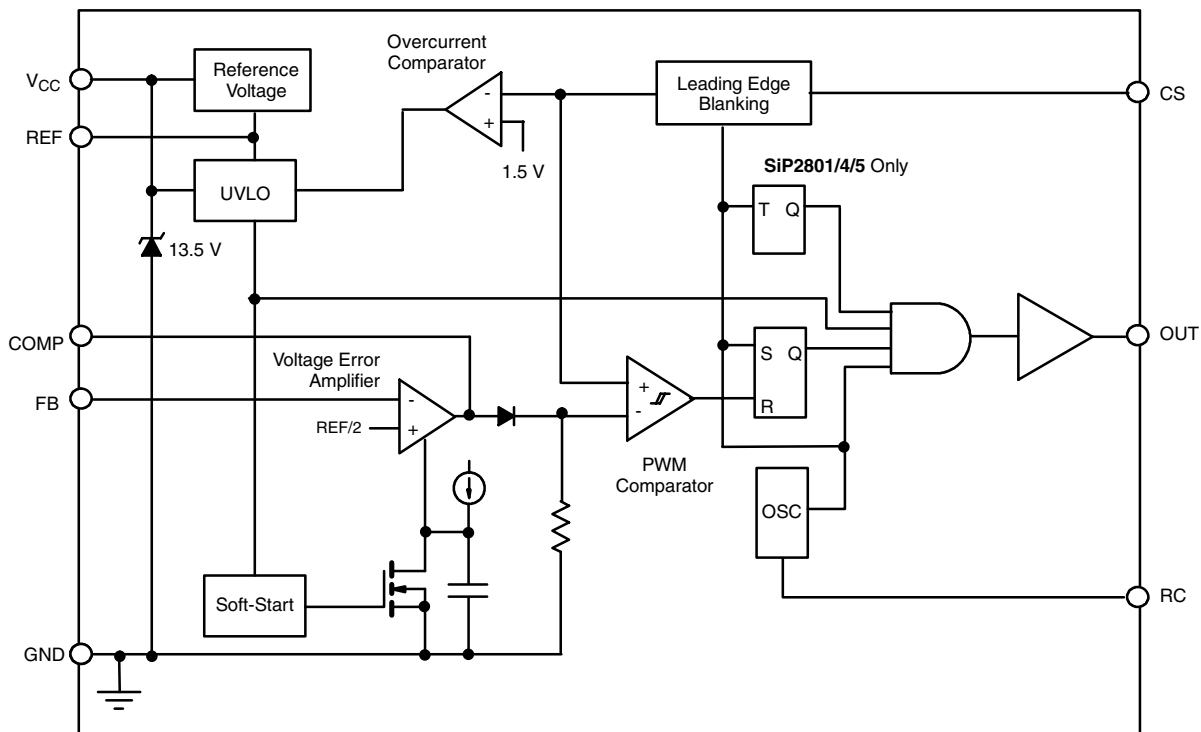 Overcurrent
Comparator
VCC
Reference
Voltage
-
Leading Edge
Blanking
CS
+
REF
1.5 V
SiP2801/4/5 Only
UVLO
T Q
13.5 V
COMP
OUT
Voltage Error
Amplifier
S Q
FB
-
+
REF/2
+
-
R
PWM
Comparator
OSC
Soft-Start
RC
GND